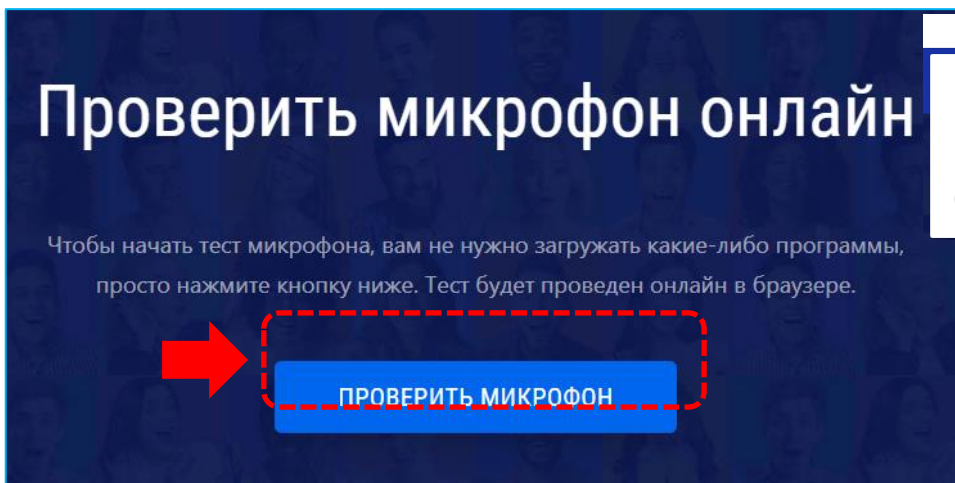 Проверить микрофон онлайн
Чтобы начать тест микрофона, вам не нужно загружать какие-либо программы,
просто нажмите кнопку ниже. Тест будет проведен онлайн в браузере.
ПРОВЕРИТЬ МИКРОФОН